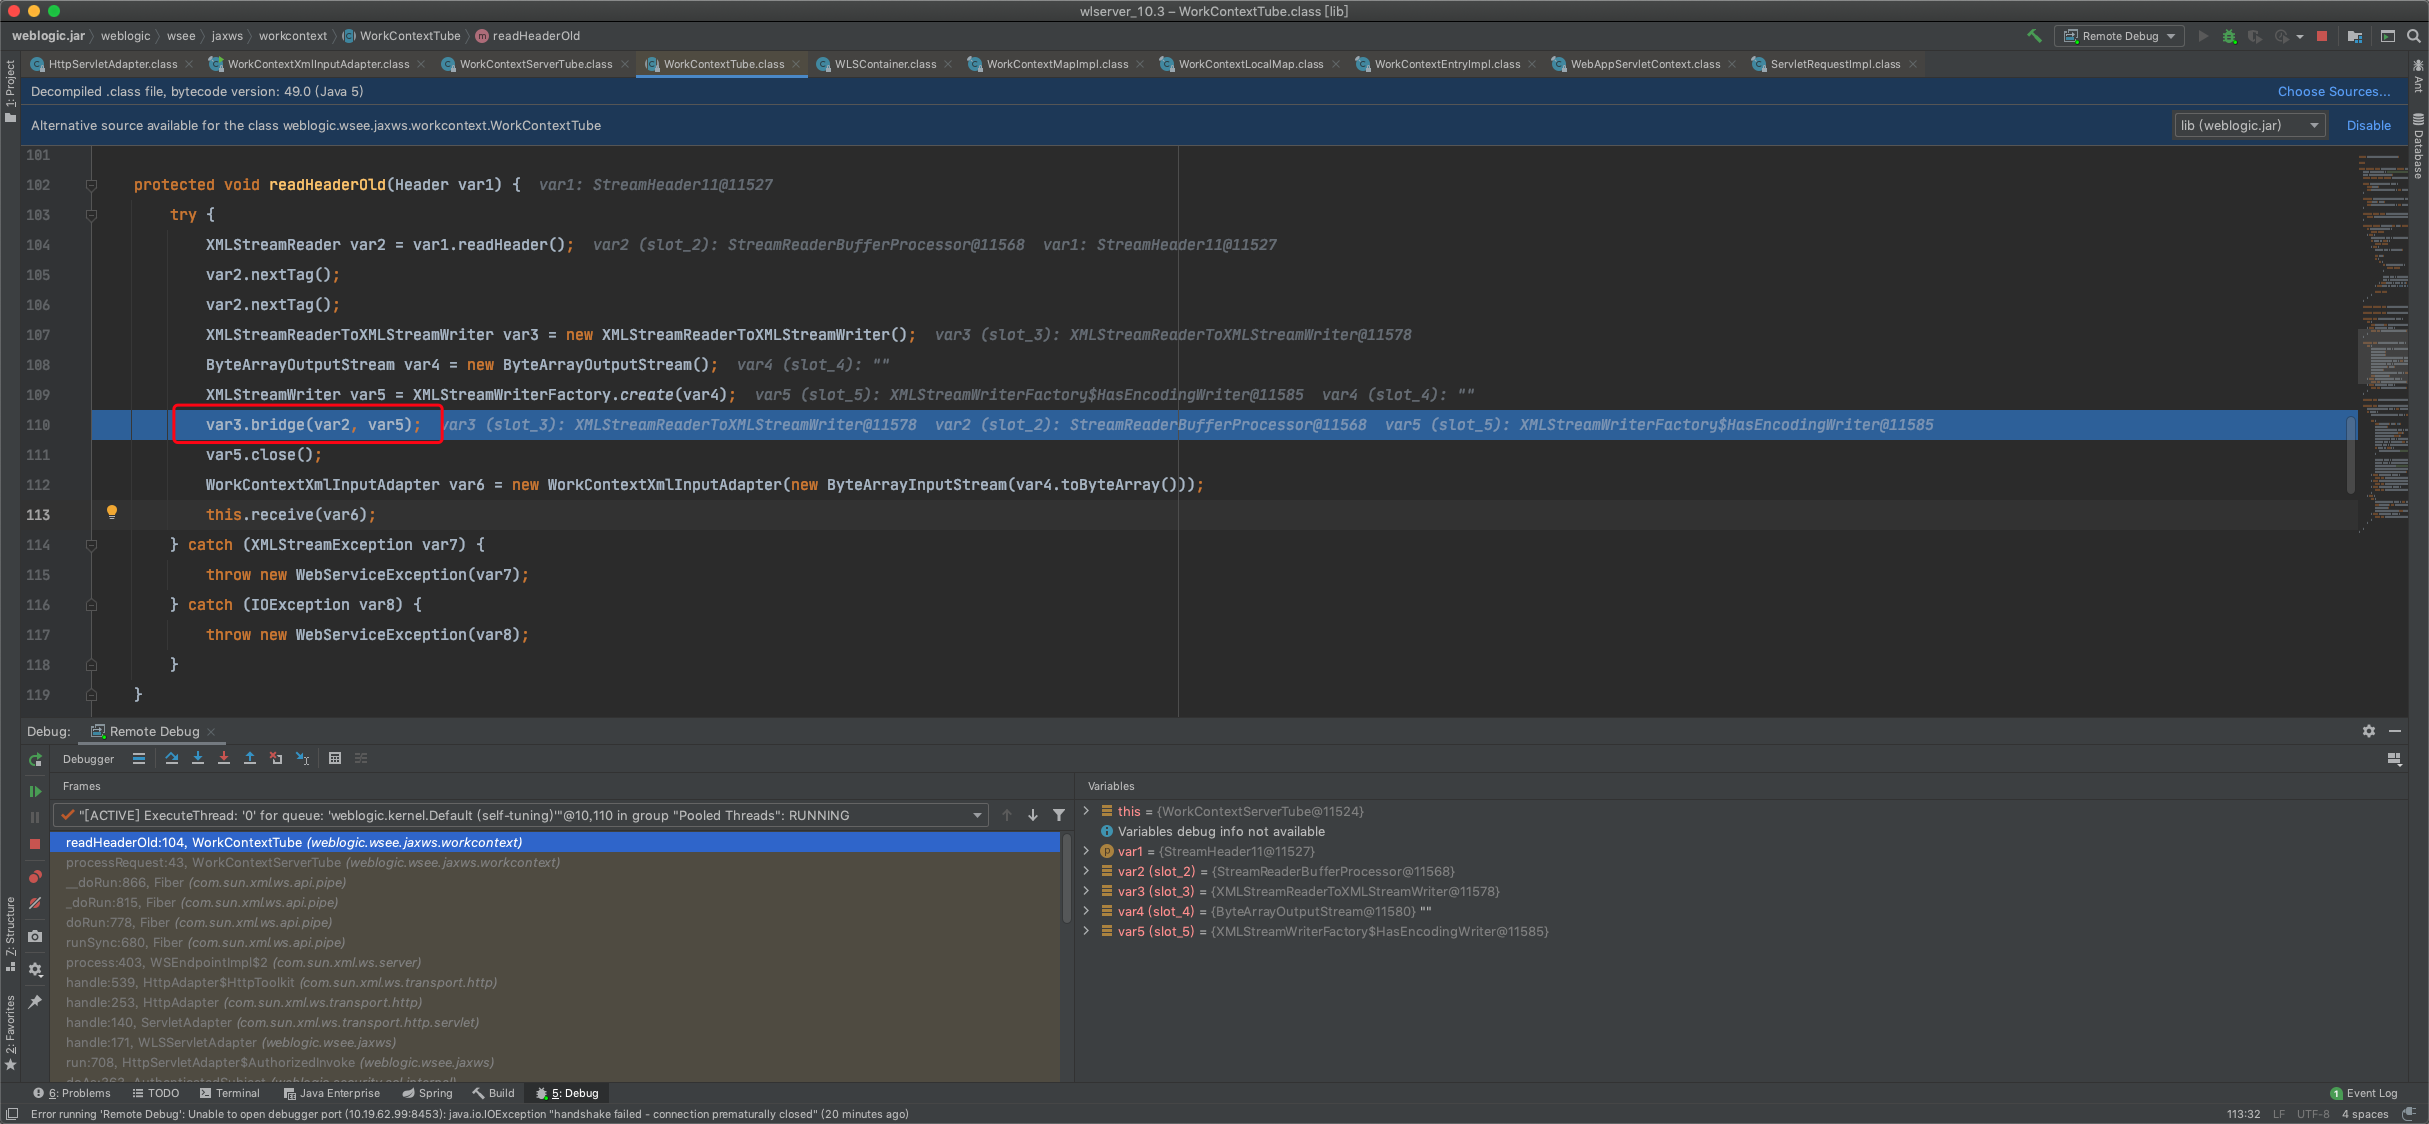 wlserver_10.3 – WorkContextTube.class [lib]
weblogic.jar weblogic wsee jaxws workcontext WorkContextTube readHeaderOld
Remote Debug
HttpServletAdapter.class WorkContextXmlInputAdapter.class WorkContextServerTube.class WorkContextTube.class WLSContainer.class WorkContextMapImpl.class WorkContextLocalMap.class WorkContextEntryImpl.class WebAppServletContext.class ServletRequestImpl.class
Decompiled .class file, bytecode version: 49.0 (Java 5)
Choose Sources...
Alternative source available for the class weblogic.wsee.jaxws.workcontext.WorkContextTube
lib (weblogic.jar)
Disable
1: Project
Ant
Database
101
102 protected void readHeaderOld(Header var1) { var1: StreamHeader11@11527
103 try {
104 XMLStreamReader var2 = var1.readHeader(); var2 (slot_2): StreamReaderBufferProcessor@11568 var1: StreamHeader11@11527
105 var2.nextTag();
106 var2.nextTag();
107 XMLStreamReaderToXMLStreamWriter var3 = new XMLStreamReaderToXMLStreamWriter(); var3 (slot_3): XMLStreamReaderToXMLStreamWriter@11578
108 ByteArrayOutputStream var4 = new ByteArrayOutputStream(); var4 (slot_4): ""
109 XMLStreamWriter var5 = XMLStreamWriterFactory.create(var4); var5 (slot_5): XMLStreamWriterFactory$HasEncodingWriter@11585 var4 (slot_4): ""
110 var3.bridge(var2, var5); var3 (slot_3): XMLStreamReaderToXMLStreamWriter@11578 var2 (slot_2): StreamReaderBufferProcessor@11568 var5 (slot_5): XMLStreamWriterFactory$HasEncodingWriter@11585
111 var5.close();
112 WorkContextXmlInputAdapter var6 = new WorkContextXmlInputAdapter(new ByteArrayInputStream(var4.toByteArray()));
113 this.receive(var6);
114 } catch (XMLStreamException var7) {
115 throw new WebServiceException(var7);
116 } catch (IOException var8) {
117 throw new WebServiceException(var8);
118 }
119 }
Debug: Remote Debug
Debugger
Frames
"[ACTIVE] ExecuteThread: '0' for queue: 'weblogic.kernel.Default (self-tuning)'"@10,110 in group "Pooled Threads": RUNNING
readHeaderOld:104, WorkContextTube (weblogic.wsee.jaxws.workcontext)
processRequest:43, WorkContextServerTube (weblogic.wsee.jaxws.workcontext)
__doRun:866, Fiber (com.sun.xml.ws.api.pipe)
_doRun:815, Fiber (com.sun.xml.ws.api.pipe)
doRun:778, Fiber (com.sun.xml.ws.api.pipe)
runSync:680, Fiber (com.sun.xml.ws.api.pipe)
process:403, WSEndpointImpl$2 (com.sun.xml.ws.server)
handle:539, HttpAdapter$HttpToolkit (com.sun.xml.ws.transport.http)
handle:253, HttpAdapter (com.sun.xml.ws.transport.http)
handle:140, ServletAdapter (com.sun.xml.ws.transport.http.servlet)
handle:171, WLSServletAdapter (weblogic.wsee.jaxws)
run:708, HttpServletAdapter$AuthorizedInvoke (weblogic.wsee.jaxws)
doAs:363, AuthenticatedSubject (weblogic.security.acl.internal)
Variables
this = {WorkContextServerTube@11524}
Variables debug info not available
var1 = {StreamHeader11@11527}
var2 (slot_2) = {StreamReaderBufferProcessor@11568}
var3 (slot_3) = {XMLStreamReaderToXMLStreamWriter@11578}
var4 (slot_4) = {ByteArrayOutputStream@11580} ""
var5 (slot_5) = {XMLStreamWriterFactory$HasEncodingWriter@11585}
Z: Structure
2: Favorites
6: Problems TODO Terminal Java Enterprise Spring Build 5: Debug
1 Event Log
Error running 'Remote Debug': Unable to open debugger port (10.19.62.99:8453): java.io.IOException "handshake failed - connection prematurally closed" (20 minutes ago)
113:32 LF UTF-8 4 spaces